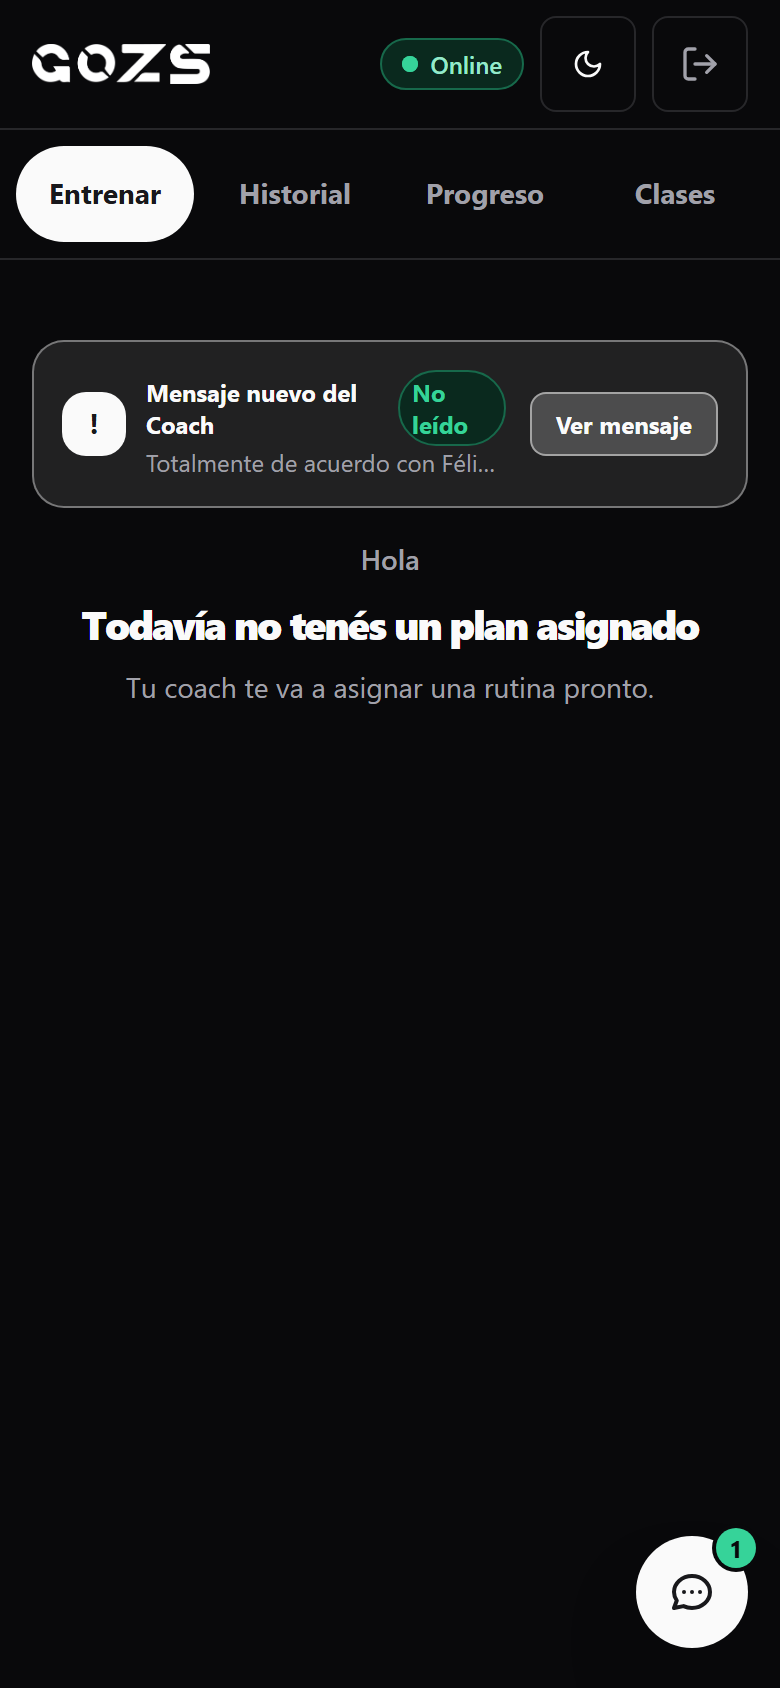 GOZS
Online
Entrenar
Historial
Progreso
Clases
!
Mensaje nuevo del
Coach
No
leído
Totalmente de acuerdo con Féli...
Ver mensaje
Hola
Todavía no tenés un plan asignado
Tu coach te va a asignar una rutina pronto.
1